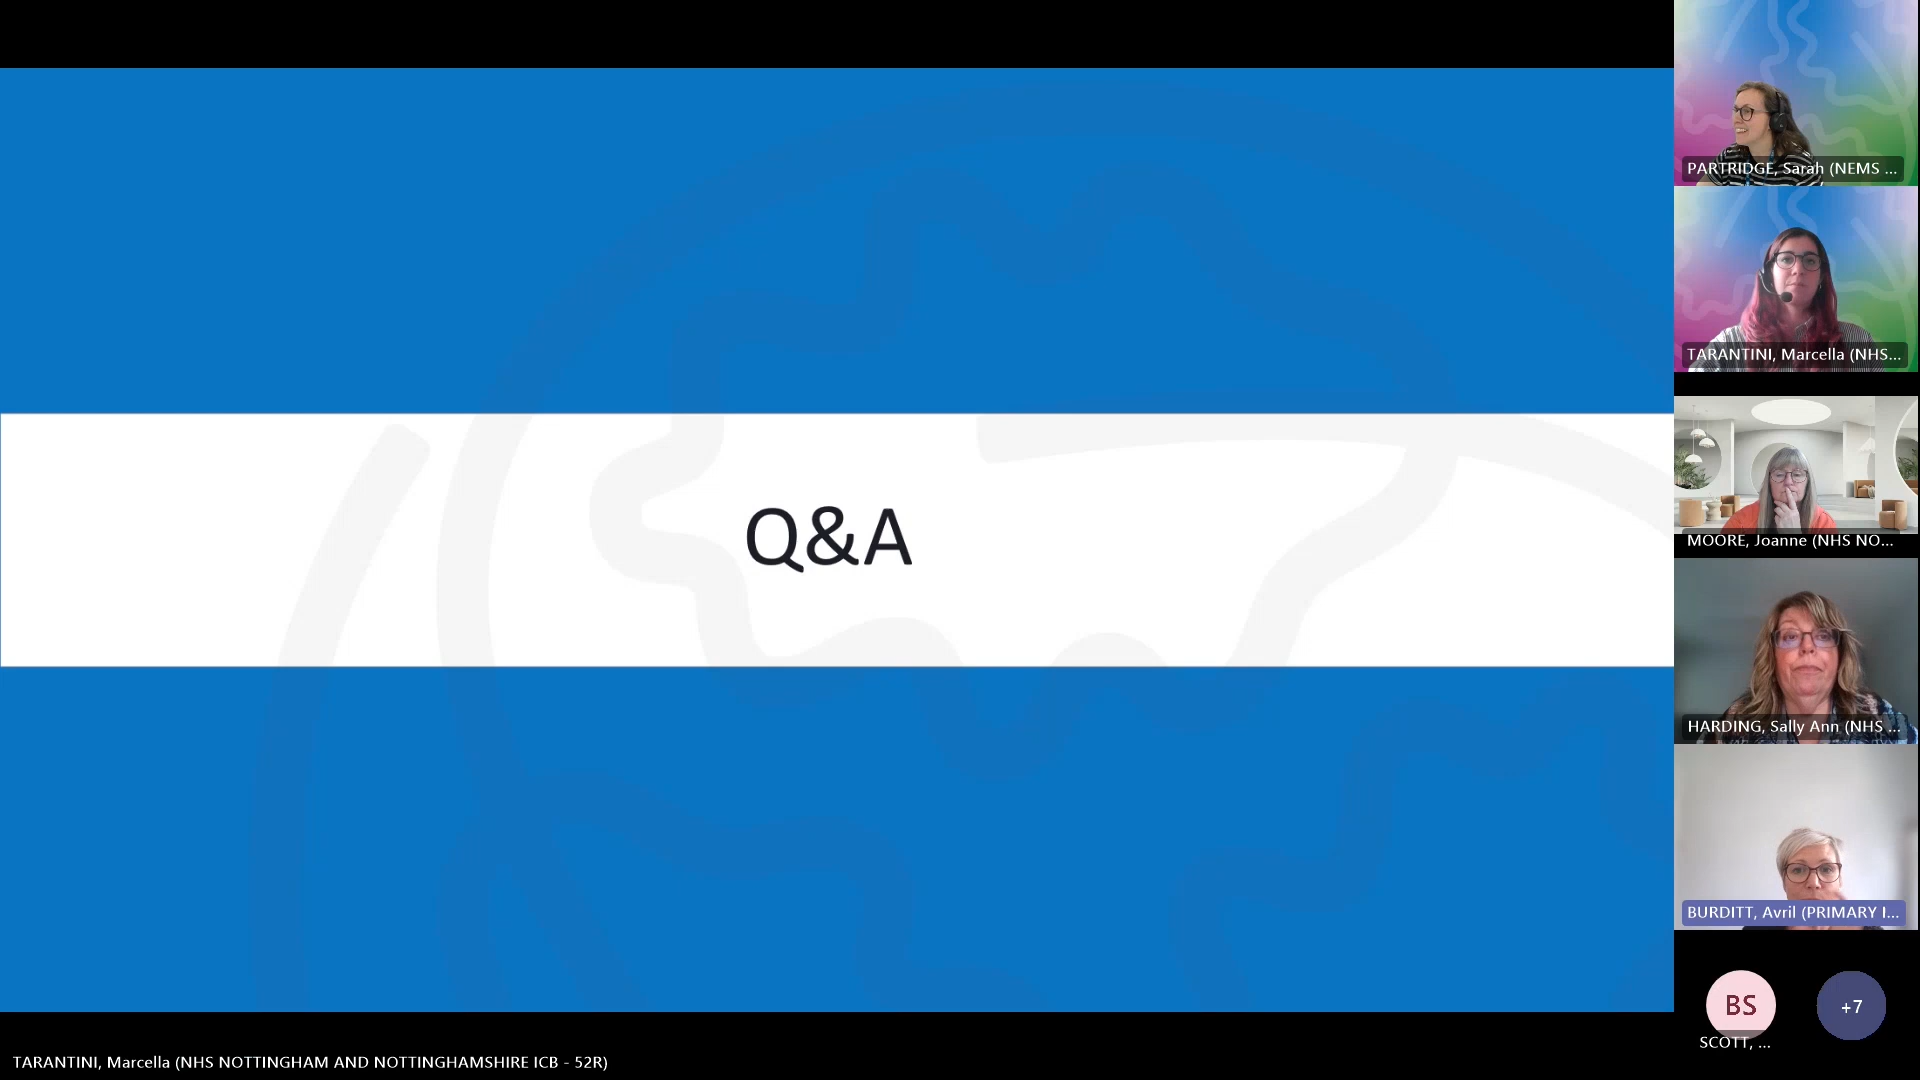 Q&A
PARTRIDGE, Sarah (NEMS ...
TARANTINI, Marcella (NHS...
MOORE, Joanne (NHS NO...
HARDING, Sally Ann (NHS ...
BURDITT, Avril (PRIMARY I...
BS
+7
SCOTT, ...
TARANTINI, Marcella (NHS NOTTINGHAM AND NOTTINGHAMSHIRE ICB - 52R)